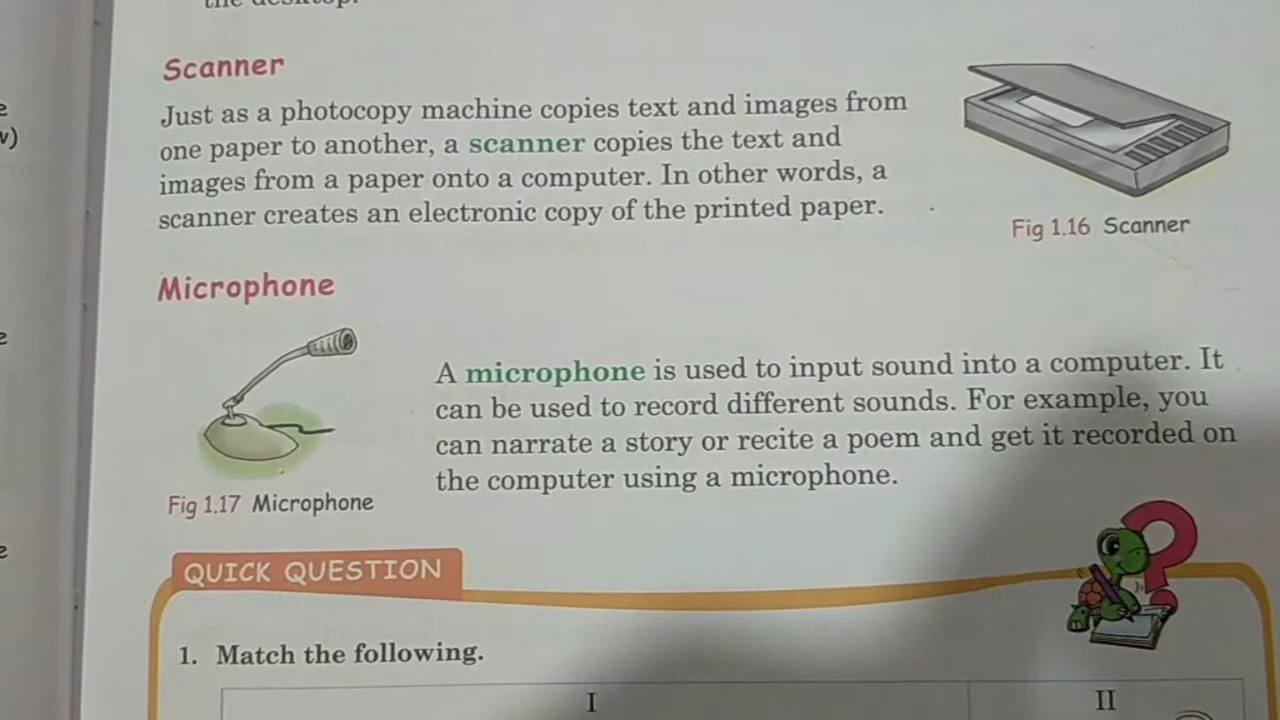 the desktop.
Scanner
Just as a photocopy machine copies text and images from
one paper to another, a scanner copies the text and
images from a paper onto a computer. In other words, a
scanner creates an electronic copy of the printed paper.
Fig 1.16 Scanner
Microphone
A microphone is used to input sound into a computer. It
can be used to record different sounds. For example, you
can narrate a story or recite a poem and get it recorded on
the computer using a microphone.
Fig 1.17 Microphone
QUICK QUESTION
1. Match the following.
I II